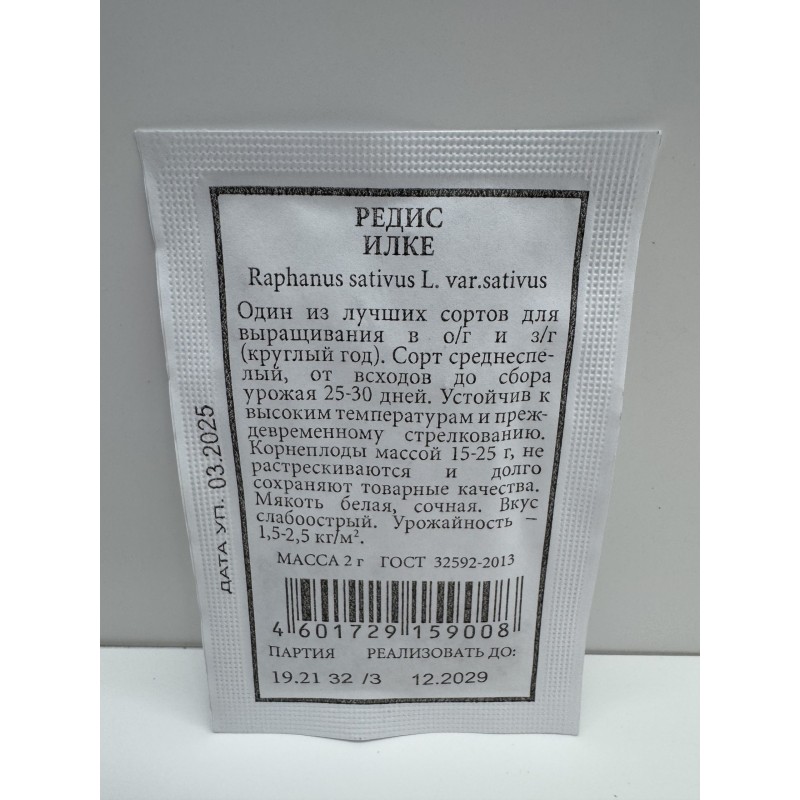 РЕДИС
ИЛКЕ
Raphanus sativus L. var.sativus
Один из лучших сортов для
выращивания в о/г и з/г
(круглый год). Сорт среднеспе-
лый, от всходов до сбора
урожая 25-30 дней. Устойчив к
высоким температурам и преж-
девременному стрелкованию.
Корнеплоды массой 15-25 г, не
растрескиваются и долго
сохраняют товарные качества.
Мякоть белая, сочная. Вкус
слабоострый. Урожайность –
1,5-2,5 кг/м².
МАССА 2 г ГОСТ 32592-2013
4 601729 159008
ПАРТИЯ РЕАЛИЗОВАТЬ ДО:
19.21 32 /3 12.2029
ДАТА УП. 03.2025